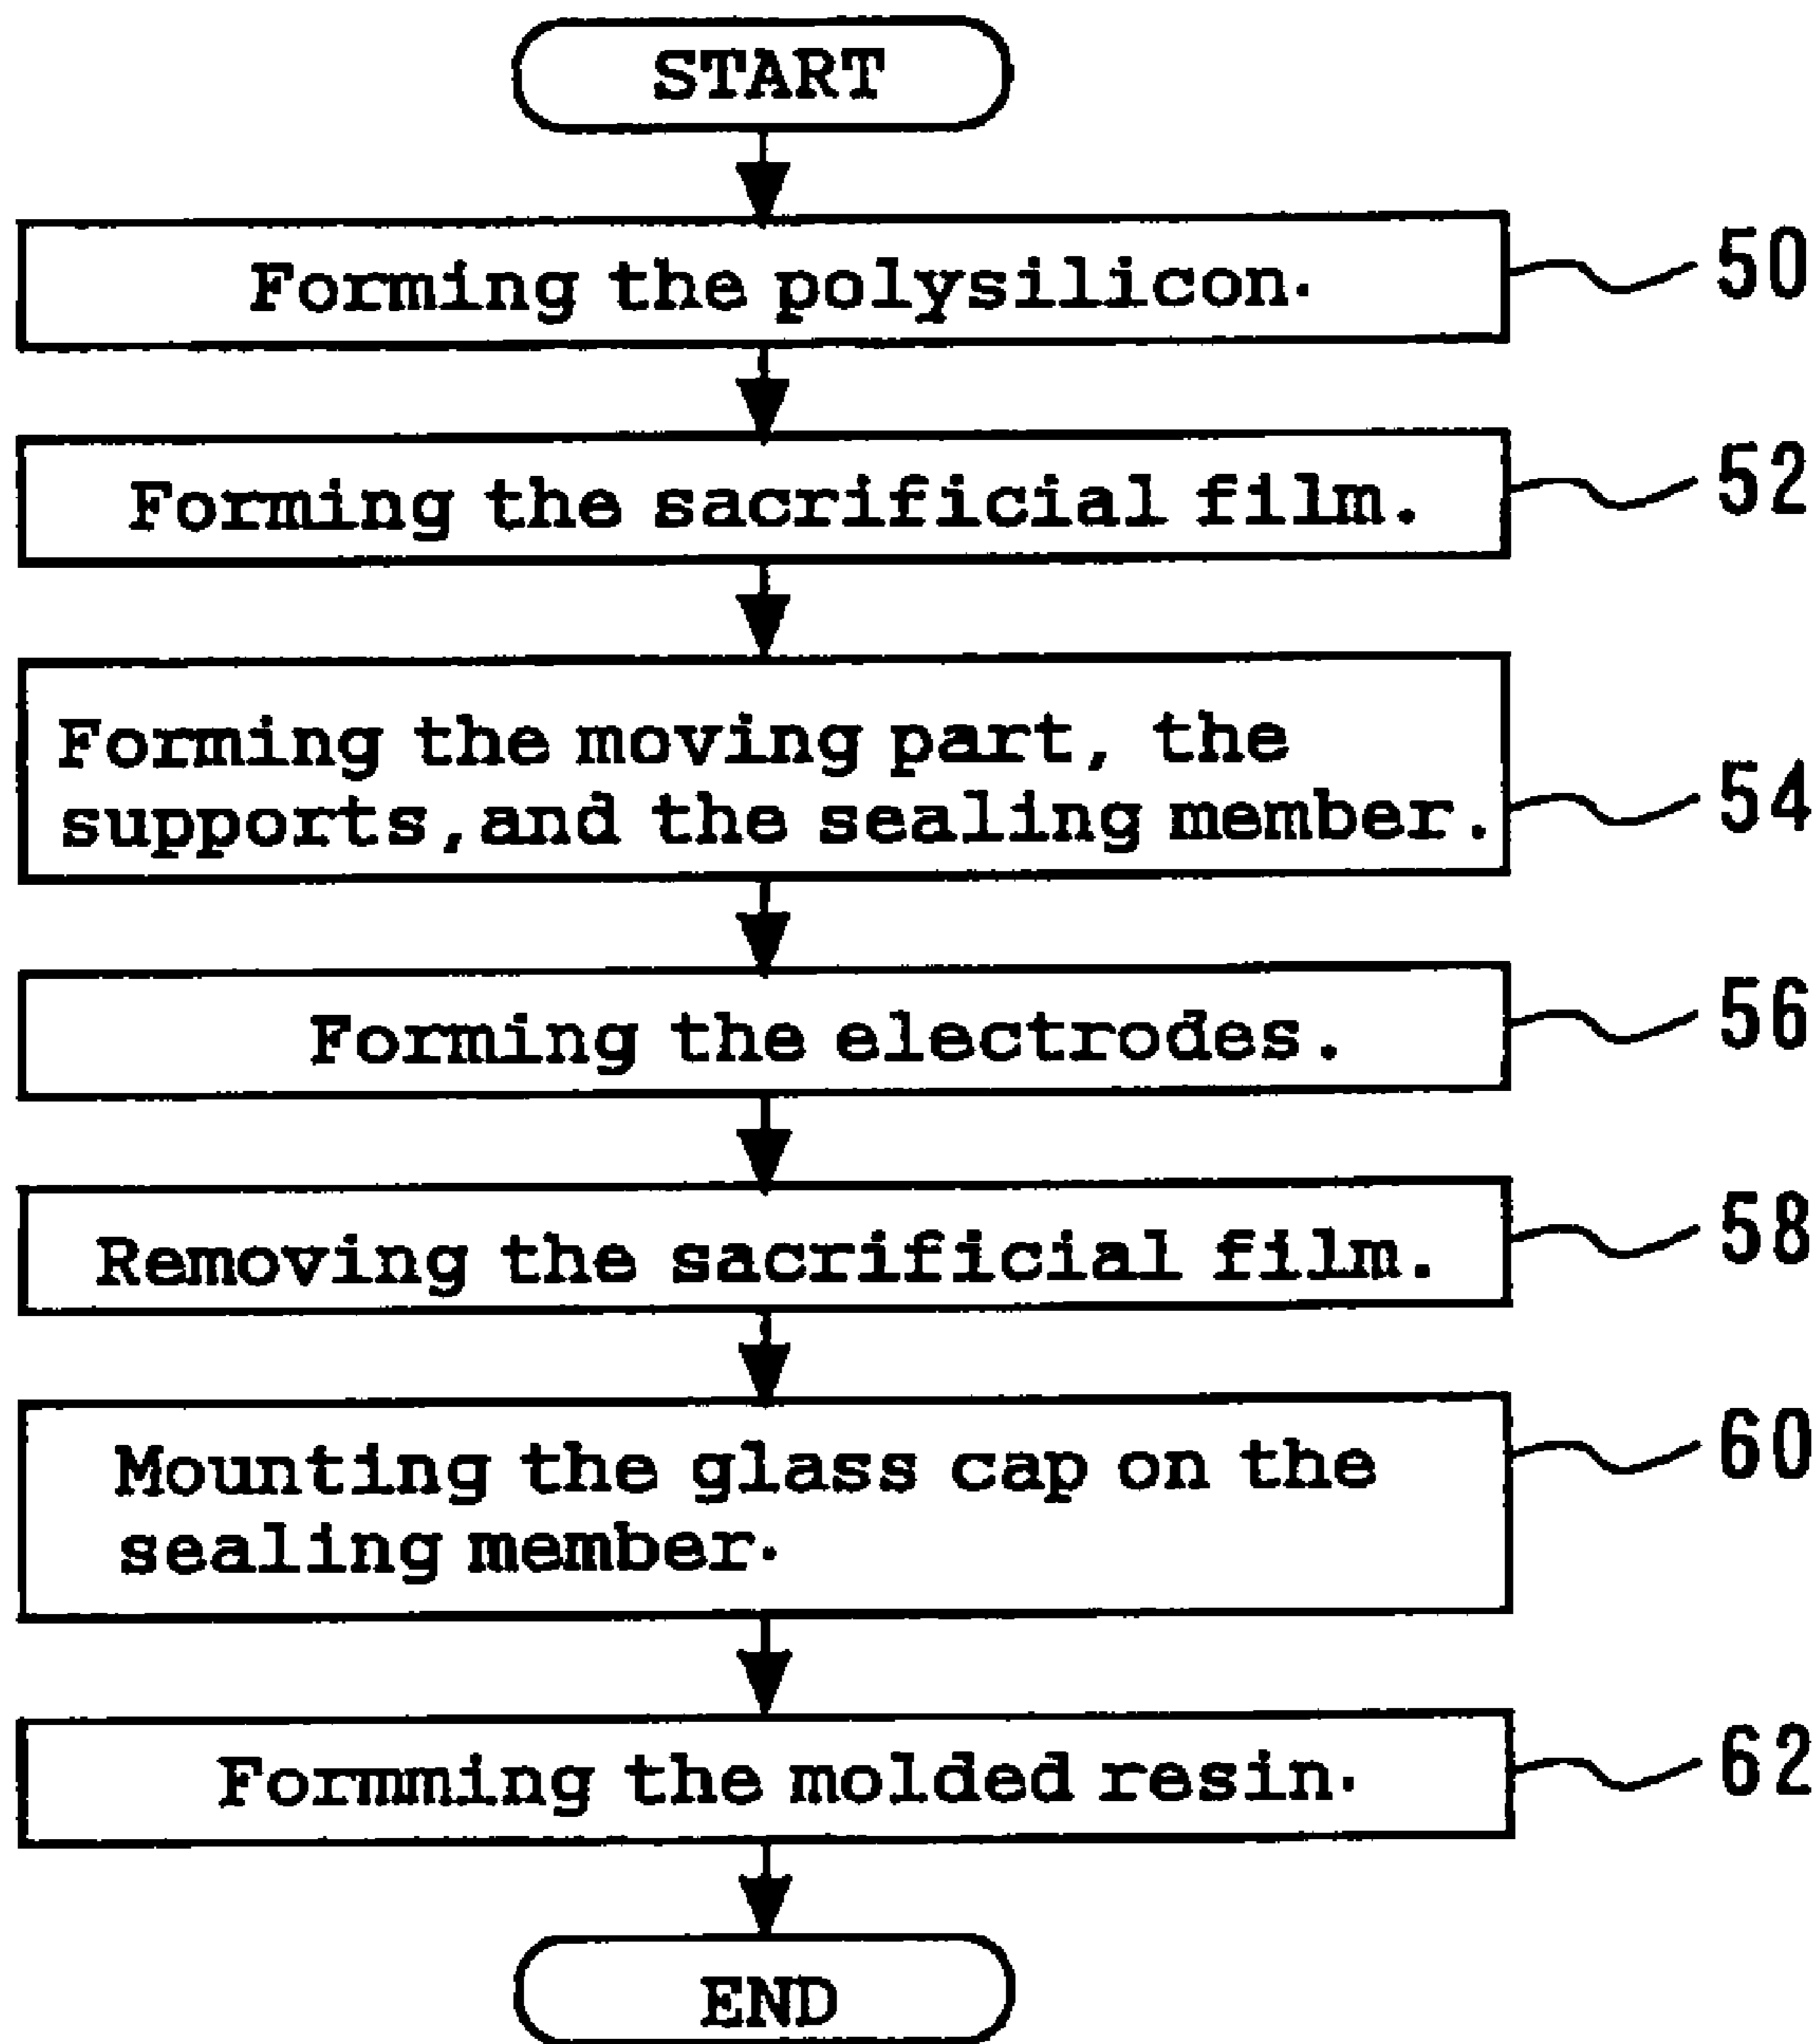 START
Forming the polysilicon.
50
Forming the sacrificial film.
52
Forming the moving part, the
supports,and the sealing member.
54
Forming the electrodes.
56
Removing the sacrificial film.
58
Mounting the glass cap on the
sealing member.
60
Formming the molded resin.
62
END